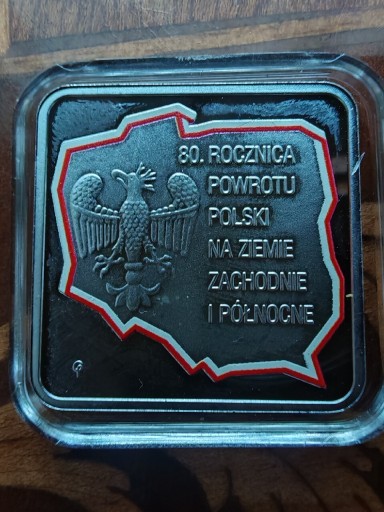 80. ROCZNICA
POWROTU
POLSKI
NA ZIEMIE
ZACHODNIE
I PÓŁNOCNE